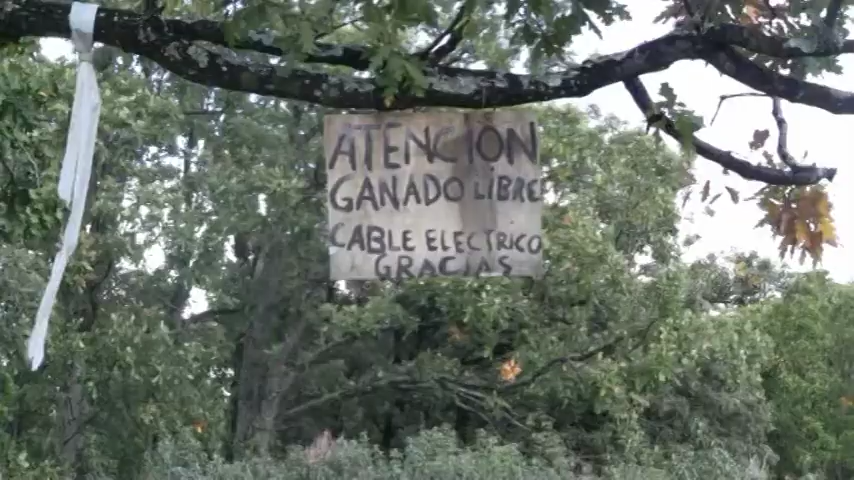 ATENCION
GANADO LIBRE
CABLE ELECTRICO
GRACIAS